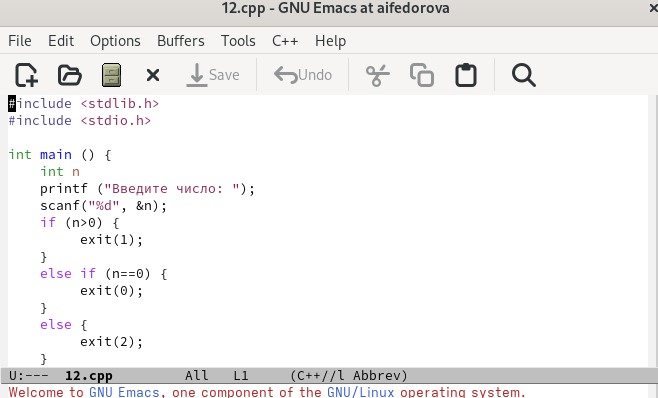 12.cpp - GNU Emacs at aifedorova
File Edit Options Buffers Tools C++ Help
Save Undo
#include <stdlib.h>
#include <stdio.h>
int main () {
    int n
    printf ("Введите число: ");
    scanf("%d", &n);
    if (n>0) {
         exit(1);
    }
    else if (n==0) {
         exit(0);
    }
    else {
         exit(2);
    }
U:--- 12.cpp All L1 (C++//l Abbrev)
Welcome to GNU Emacs, one component of the GNU/Linux operating system.